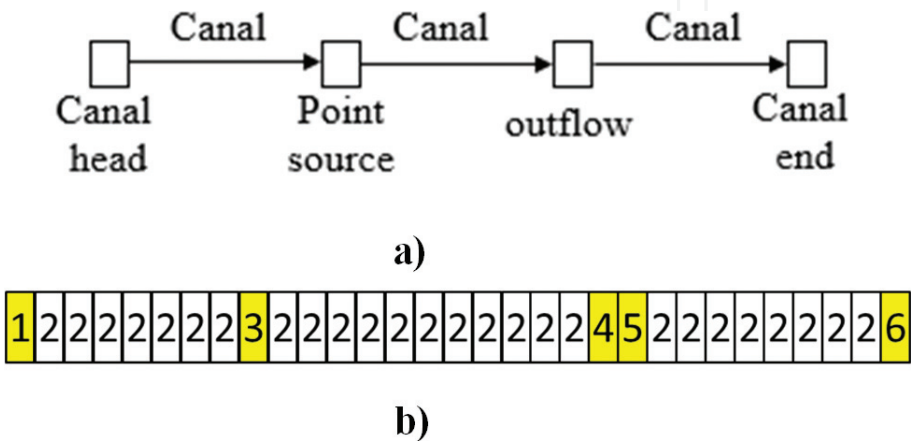 Canal Canal Canal
Canal head
Point source
outflow
Canal end
a)
1 2 2 2 2 2 2 2 3 2 2 2 2 2 2 2 2 2 2 2 4 5 2 2 2 2 2 2 2 2 6
b)